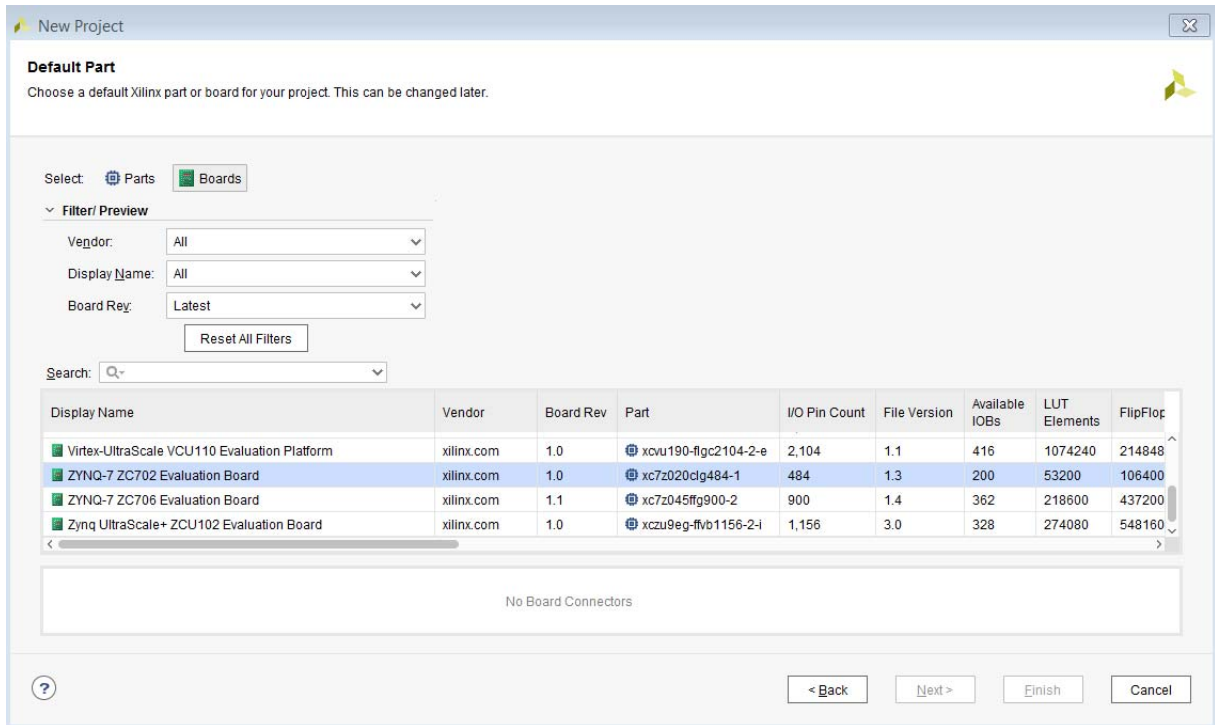 New Project
Default Part
Choose a default Xilinx part or board for your project. This can be changed later.
Select: Parts Boards
Filter/ Preview
Vendor: All
Display Name: All
Board Rev: Latest
Reset All Filters
Search:
Display Name Vendor Board Rev Part I/O Pin Count File Version Available IOBs LUT Elements FlipFlop
Virtex-UltraScale VCU110 Evaluation Platform xilinx.com 1.0 xcvu190-flgc2104-2-e 2,104 1.1 416 1074240 214848
ZYNQ-7 ZC702 Evaluation Board xilinx.com 1.0 xc7z020clg484-1 484 1.3 200 53200 106400
ZYNQ-7 ZC706 Evaluation Board xilinx.com 1.1 xc7z045ffg900-2 900 1.4 362 218600 437200
Zynq UltraScale+ ZCU102 Evaluation Board xilinx.com 1.0 xczu9eg-ffvb1156-2-i 1,156 3.0 328 274080 548160
No Board Connectors
? < Back Next > Finish Cancel